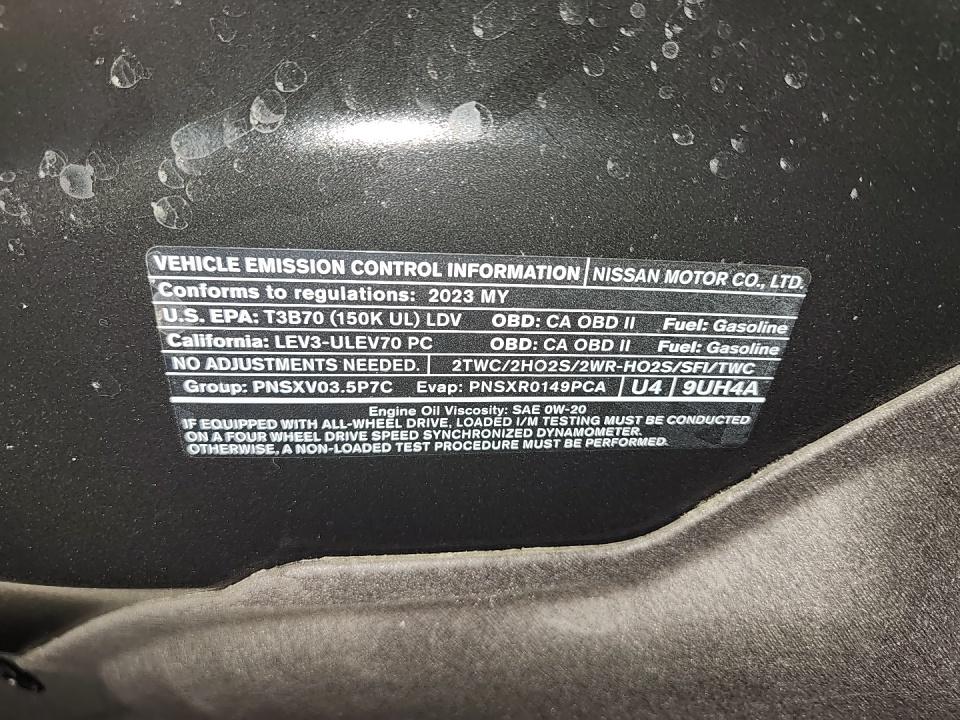 VEHICLE EMISSION CONTROL INFORMATION NISSAN MOTOR CO., LTD.
Conforms to regulations: 2023 MY
U.S. EPA: T3B70 (150K UL) LDV OBD: CA OBD II Fuel: Gasoline
California: LEV3-ULEV70 PC OBD: CA OBD II Fuel: Gasoline
NO ADJUSTMENTS NEEDED. 2TWC/2HO2S/2WR-HO2S/SFI/TWC
Group: PNSXV03.5P7C Evap: PNSXR0149PCA U4 9UH4A
Engine Oil Viscosity: SAE 0W-20
IF EQUIPPED WITH ALL-WHEEL DRIVE, LOADED I/M TESTING MUST BE CONDUCTED
ON A FOUR WHEEL DRIVE SPEED SYNCHRONIZED DYNAMOMETER.
OTHERWISE, A NON-LOADED TEST PROCEDURE MUST BE PERFORMED.